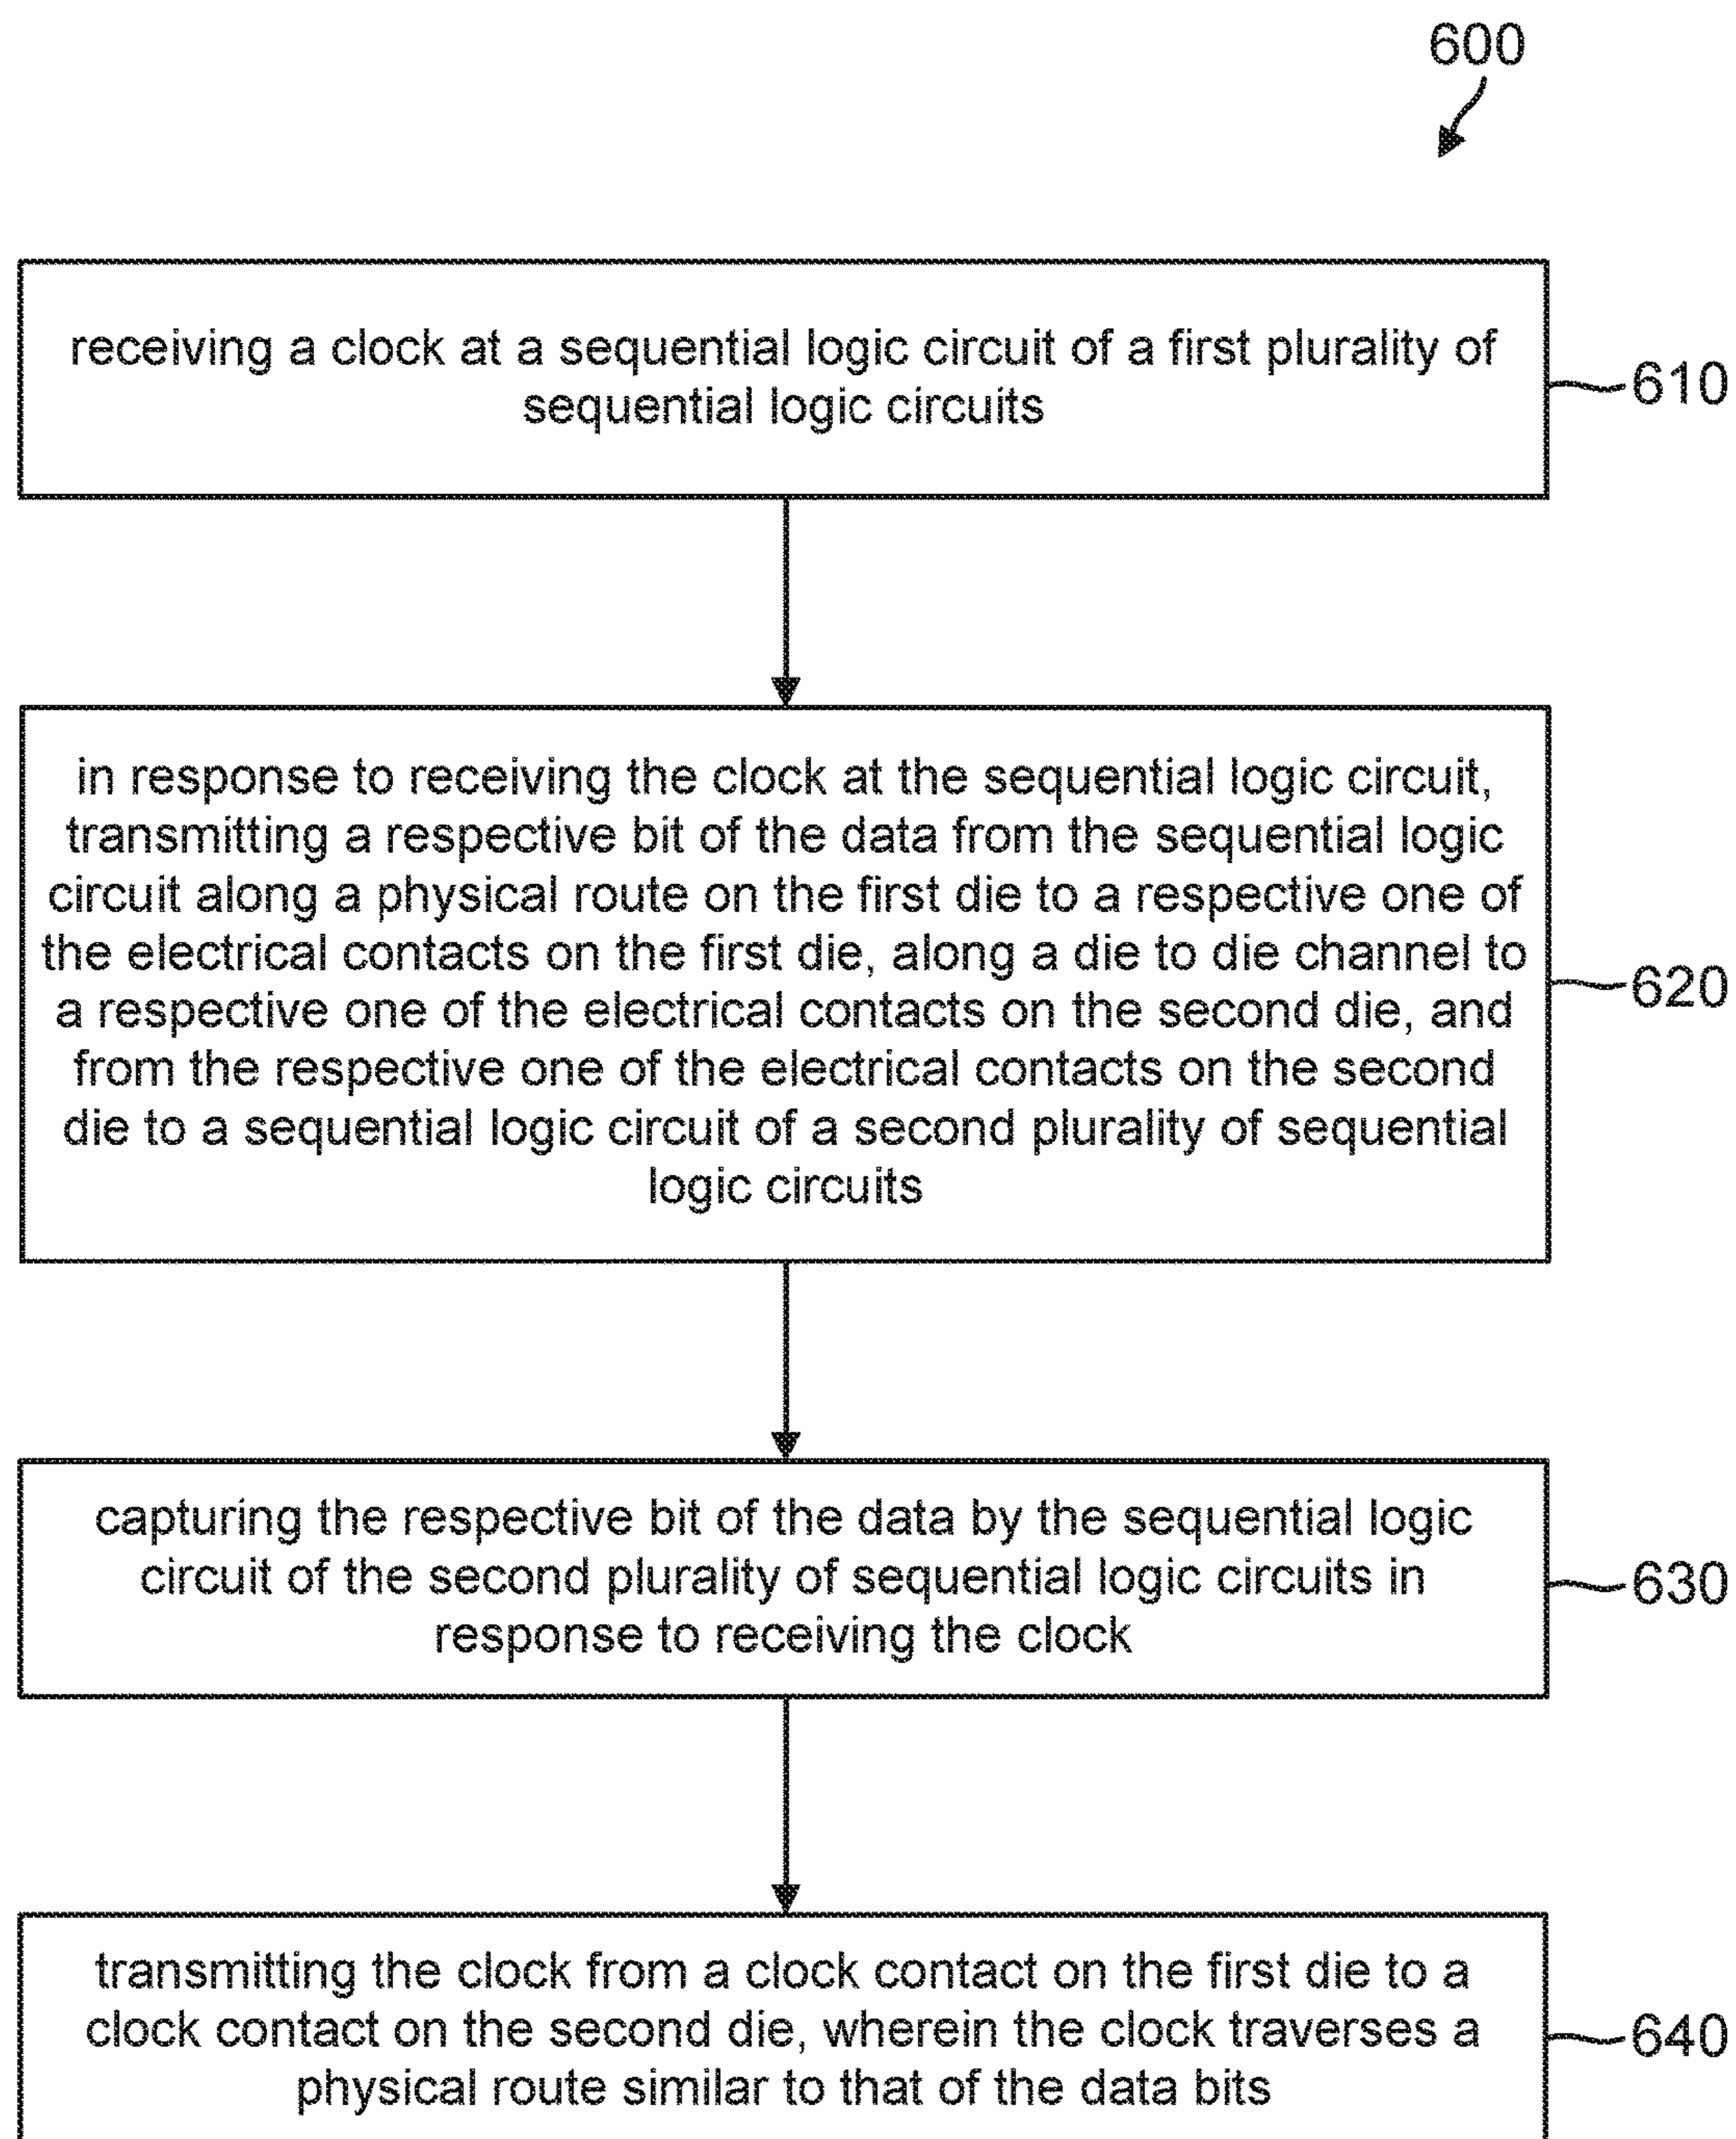 600
receiving a clock at a sequential logic circuit of a first plurality of
sequential logic circuits
610
in response to receiving the clock at the sequential logic circuit,
transmitting a respective bit of the data from the sequential logic
circuit along a physical route on the first die to a respective one of
the electrical contacts on the first die, along a die to die channel to
a respective one of the electrical contacts on the second die, and
from the respective one of the electrical contacts on the second
die to a sequential logic circuit of a second plurality of sequential
logic circuits
620
capturing the respective bit of the data by the sequential logic
circuit of the second plurality of sequential logic circuits in
response to receiving the clock
630
transmitting the clock from a clock contact on the first die to a
clock contact on the second die, wherein the clock traverses a
physical route similar to that of the data bits
640